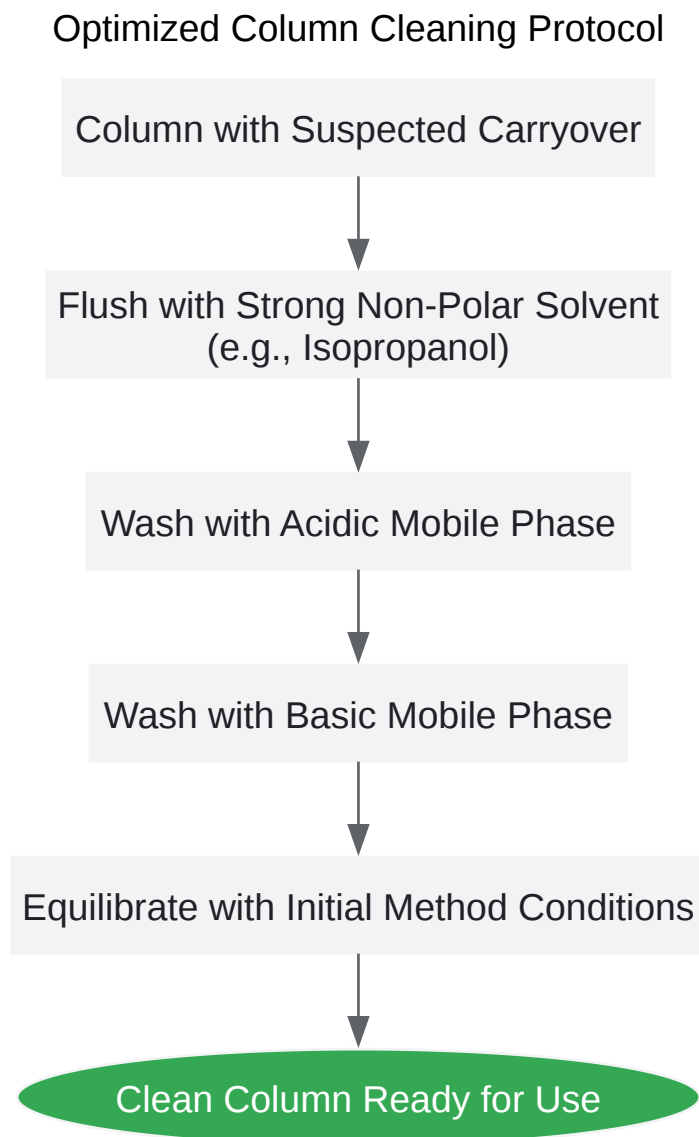 Optimized Column Cleaning Protocol
Column with Suspected Carryover
Flush with Strong Non-Polar Solvent
(e.g., Isopropanol)
Wash with Acidic Mobile Phase
Wash with Basic Mobile Phase
Equilibrate with Initial Method Conditions
Clean Column Ready for Use